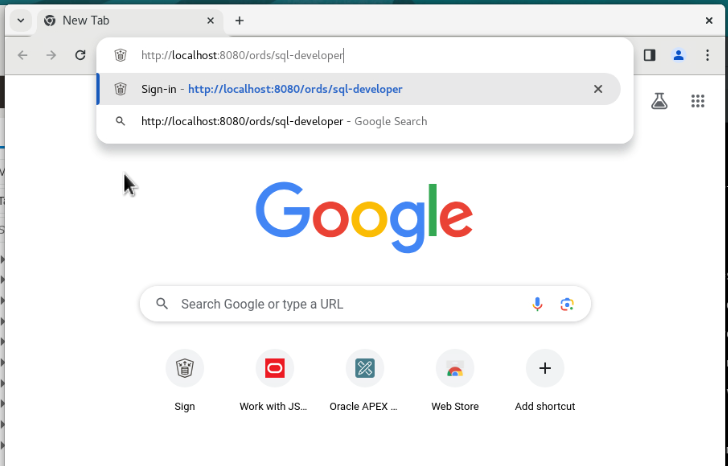 New Tab
http://localhost:8080/ords/sql-developer
Sign-in - http://localhost:8080/ords/sql-developer
http://localhost:8080/ords/sql-developer - Google Search
Google
Search Google or type a URL
Sign
Work with JS...
Oracle APEX ...
Web Store
Add shortcut